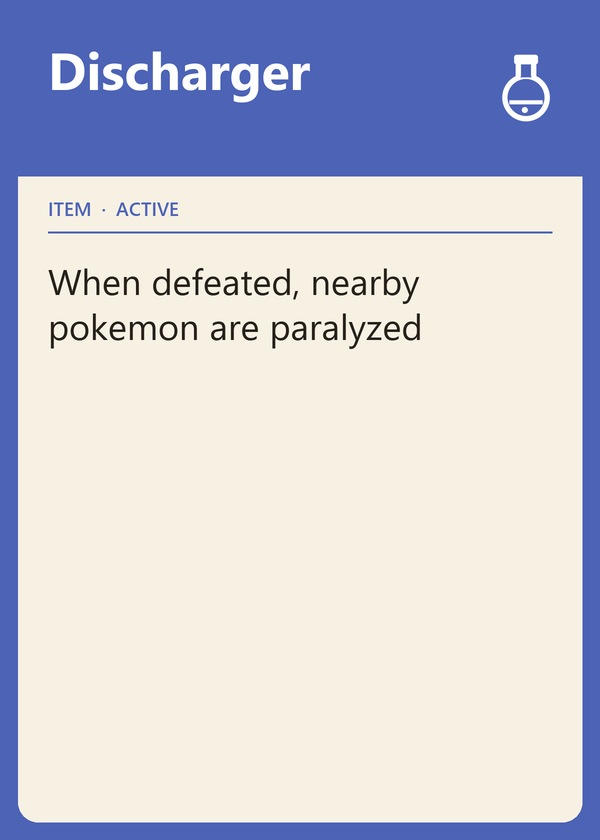 Discharger
ITEM · ACTIVE
When defeated, nearby
pokemon are paralyzed